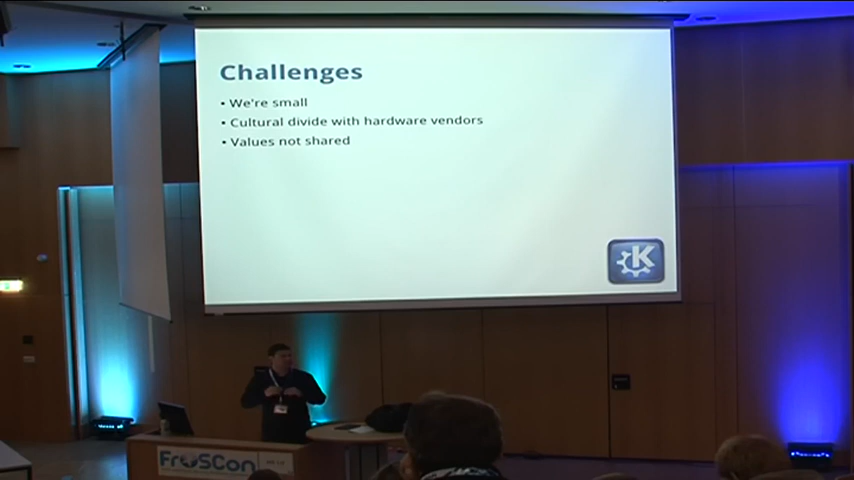 Challenges
• We're small
• Cultural divide with hardware vendors
• Values not shared
K
FrOSCon